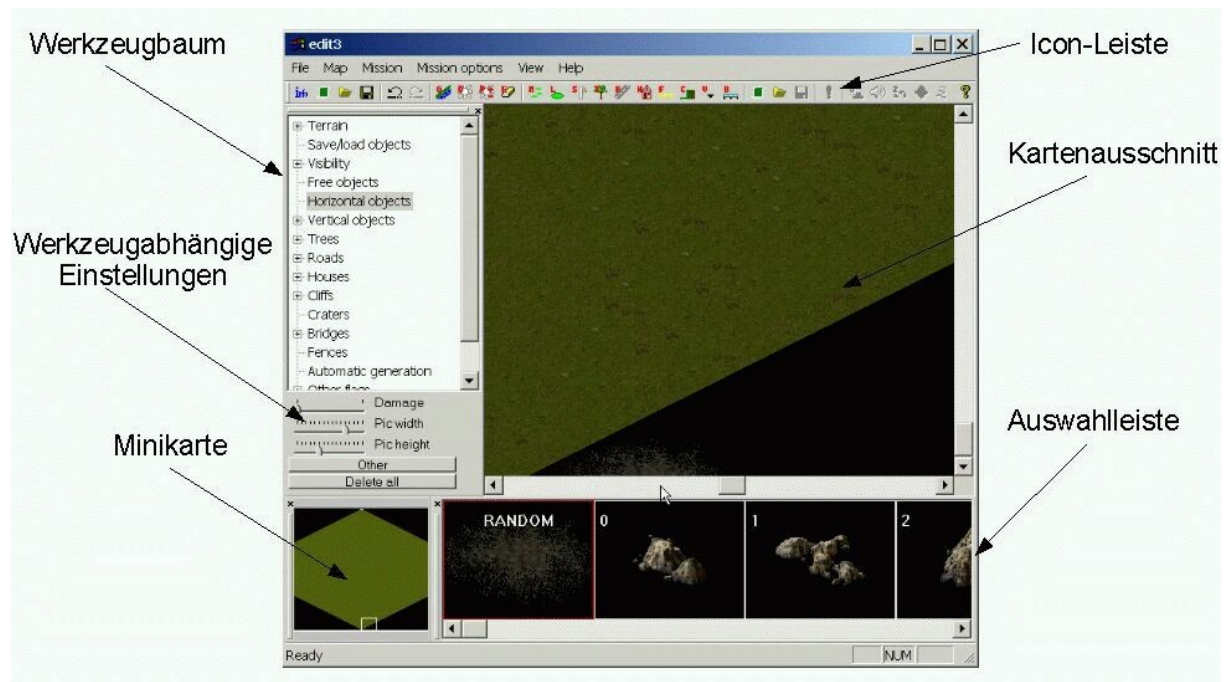 Werkzeugbaum
Icon-Leiste
Kartenausschnitt
Werkzeugabhängige
Einstellungen
Minikarte
Auswahlleiste
edit3
File Map Mission Mission options View Help
Terrain
Save/load objects
Visibility
Free objects
Horizontal objects
Vertical objects
Trees
Roads
Houses
Cliffs
Craters
Bridges
Fences
Automatic generation
Other flags
Damage
Pic width
Pic height
Other
Delete all
RANDOM
0
1
2
Ready
NUM